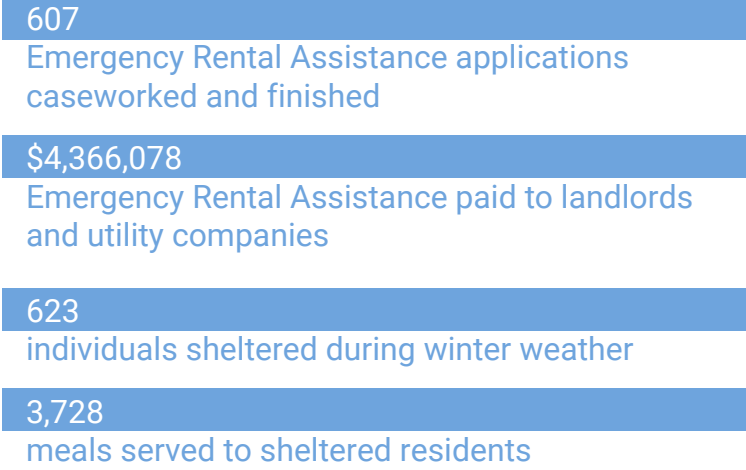 607
Emergency Rental Assistance applications
caseworked and finished
$4,366,078
Emergency Rental Assistance paid to landlords
and utility companies
623
individuals sheltered during winter weather
3,728
meals served to sheltered residents